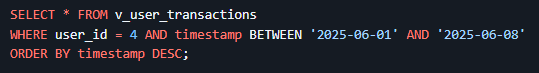 SELECT * FROM v_user_transactions
WHERE user_id = 4 AND timestamp BETWEEN '2025-06-01' AND '2025-06-08'
ORDER BY timestamp DESC;